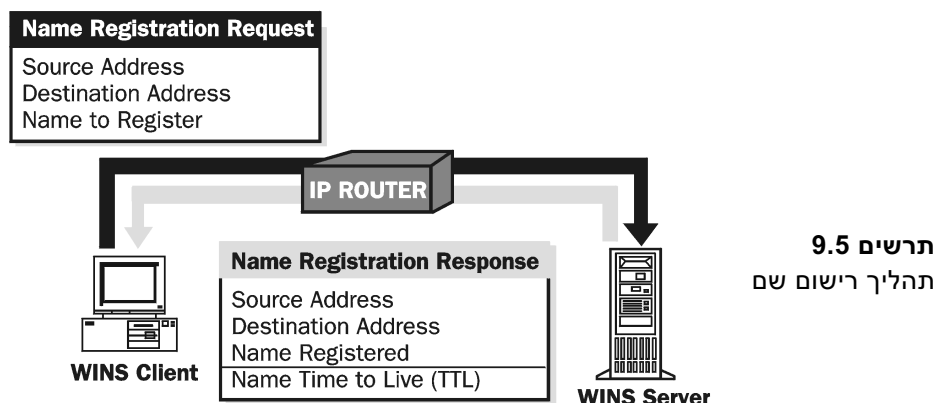 Name Registration Request
Source Address
Destination Address
Name to Register
IP ROUTER
Name Registration Response
Source Address
Destination Address
Name Registered
Name Time to Live (TTL)
WINS Client
WINS Server
תרשים 9.5
תהליך רישום שם